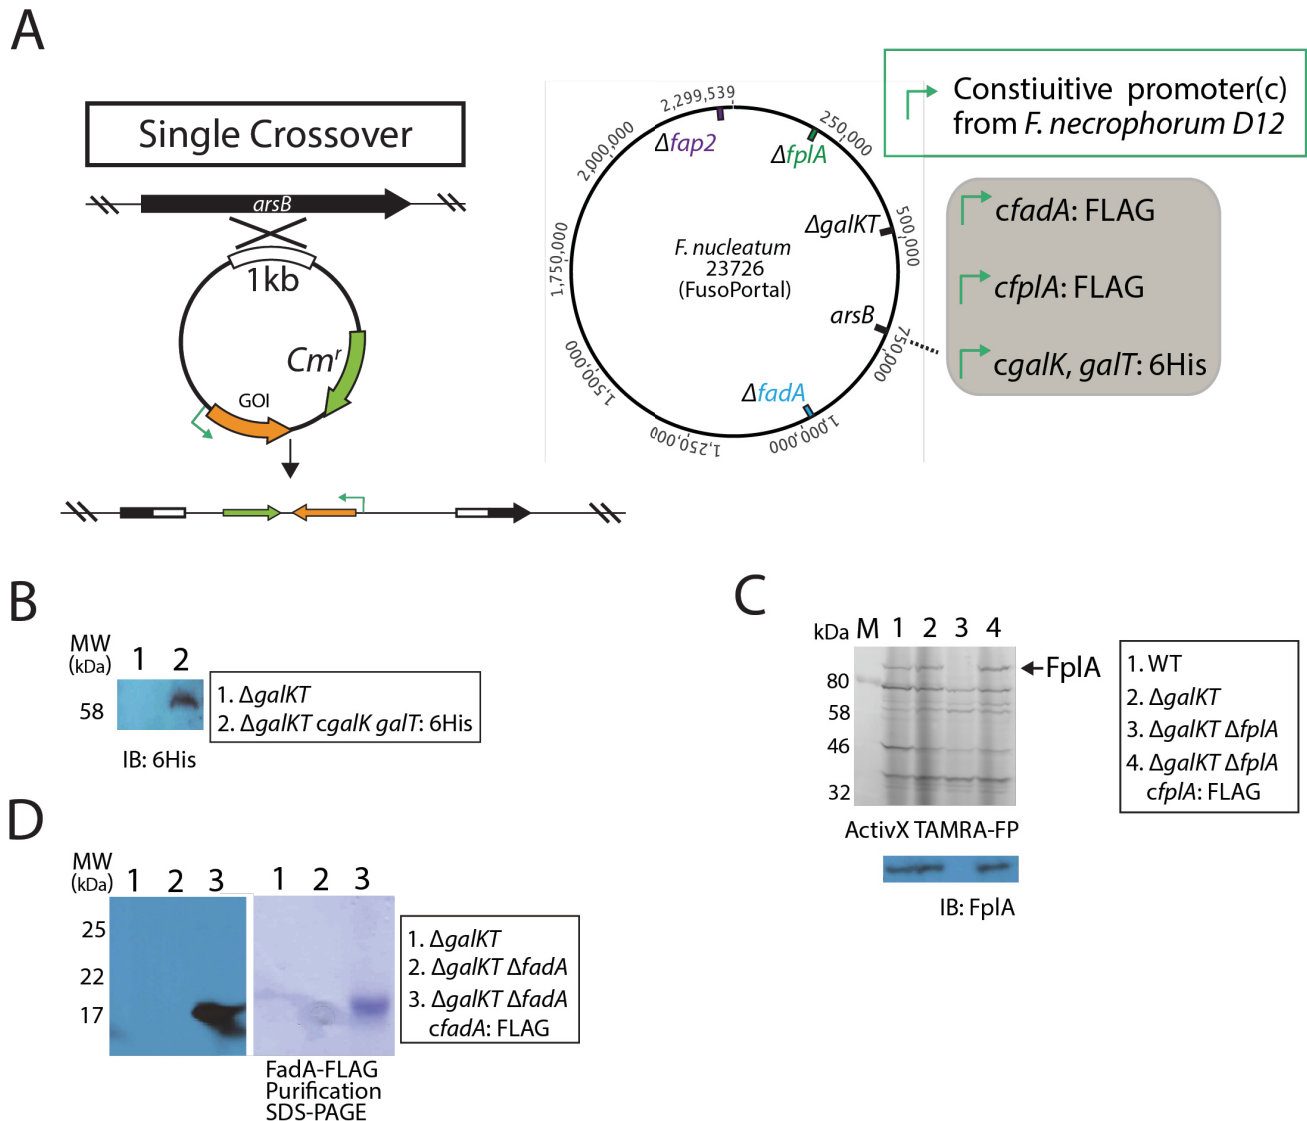 A
Single Crossover
arsB
1kb
Cmr
GOI
2,299,539
250,000
500,000
750,000
1,000,000
1,250,000
1,500,000
1,750,000
2,000,000
Δfap2
ΔfplA
ΔgalKT
arsB
ΔfadA
F. nucleatum
23726
(FusoPortal)
Constiuitive promoter(c)
from F. necrophorum D12
cfadA: FLAG
cfplA: FLAG
cgalK, galT: 6His
B
MW
(kDa)
1 2
58
IB: 6His
1. ΔgalKT
2. ΔgalKT cgalK galT: 6His
C
kDa M 1 2 3 4
80
58
46
32
FplA
ActivX TAMRA-FP
IB: FplA
1. WT
2. ΔgalKT
3. ΔgalKT ΔfplA
4. ΔgalKT ΔfplA
cfplA: FLAG
D
MW
(kDa)
1 2 3 1 2 3
25
22
17
FadA-FLAG
Purification
SDS-PAGE
1. ΔgalKT
2. ΔgalKT ΔfadA
3. ΔgalKT ΔfadA
cfadA: FLAG